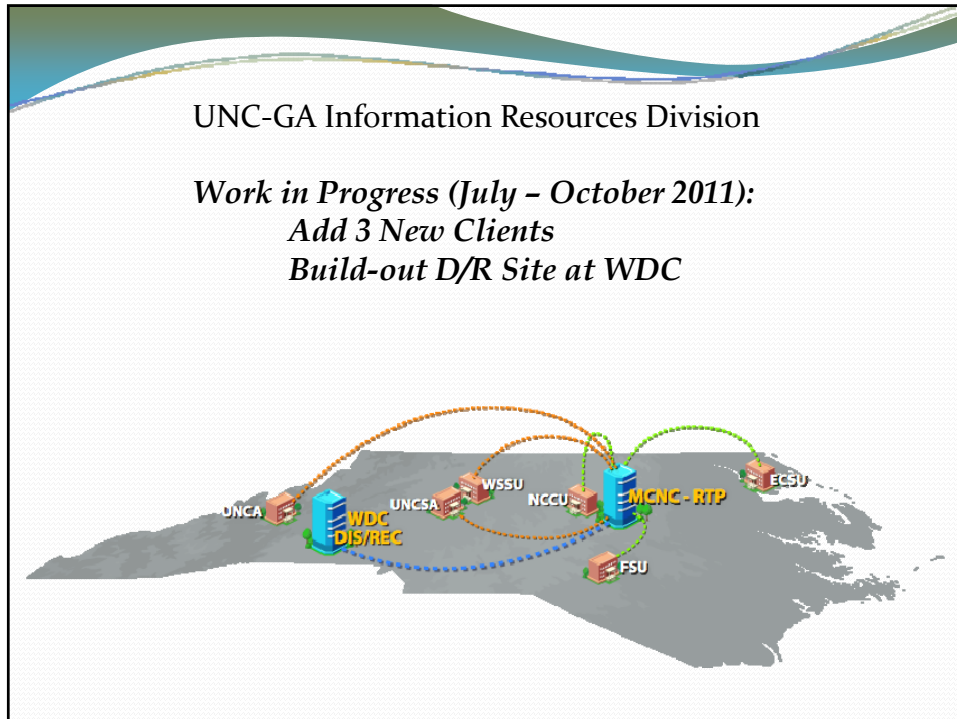 UNC-GA Information Resources Division
Work in Progress (July – October 2011):
Add 3 New Clients
Build-out D/R Site at WDC
UNCA
WDC
DIS/REC
UNCSA
WSSU
NCCU
MCNC - RTP
ECSU
FSU